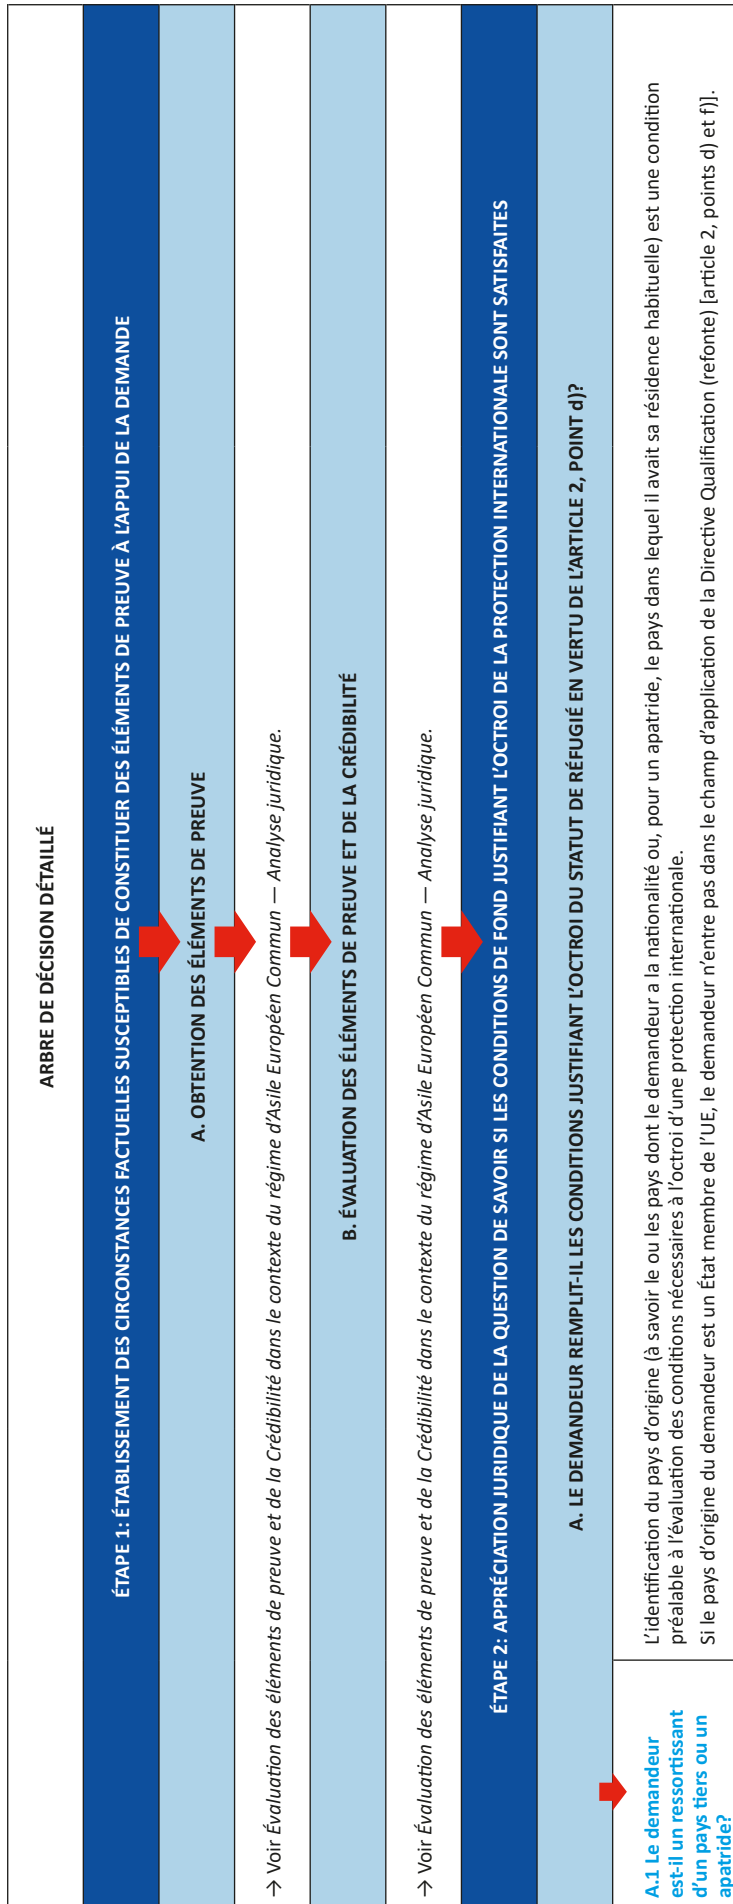 ARBRE DE DÉCISION DÉTAILLÉ
ÉTAPE 1: ÉTABLISSEMENT DES CIRCONSTANCES FACTUELLES SUSCEPTIBLES DE CONSTITUER DES ÉLÉMENTS DE PREUVE À L’APPUI DE LA DEMANDE
A. OBTENTION DES ÉLÉMENTS DE PREUVE
→ Voir Évaluation des éléments de preuve et de la Crédibilité dans le contexte du régime d’Asile Européen Commun — Analyse juridique.
B. ÉVALUATION DES ÉLÉMENTS DE PREUVE ET DE LA CRÉDIBILITÉ
→ Voir Évaluation des éléments de preuve et de la Crédibilité dans le contexte du régime d’Asile Européen Commun — Analyse juridique.
ÉTAPE 2: APPRÉCIATION JURIDIQUE DE LA QUESTION DE SAVOIR SI LES CONDITIONS DE FOND JUSTIFIANT L’OCTROI DE LA PROTECTION INTERNATIONALE SONT SATISFAITES
A. LE DEMANDEUR REMPLIT-IL LES CONDITIONS JUSTIFIANT L’OCTROI DU STATUT DE RÉFUGIÉ EN VERTU DE L’ARTICLE 2, POINT d)?
A.1 Le demandeur
est-il un ressortissant
d’un pays tiers ou un
apatride?
L’identification du pays d’origine (à savoir le ou les pays dont le demandeur a la nationalité ou, pour un apatride, le pays dans lequel il avait sa résidence habituelle) est une condition
préalable à l’évaluation des conditions nécessaires à l’octroi d’une protection internationale.
Si le pays d’origine du demandeur est un État membre de l’UE, le demandeur n’entre pas dans le champ d’application de la Directive Qualification (refonte) [article 2, points d) et f)].